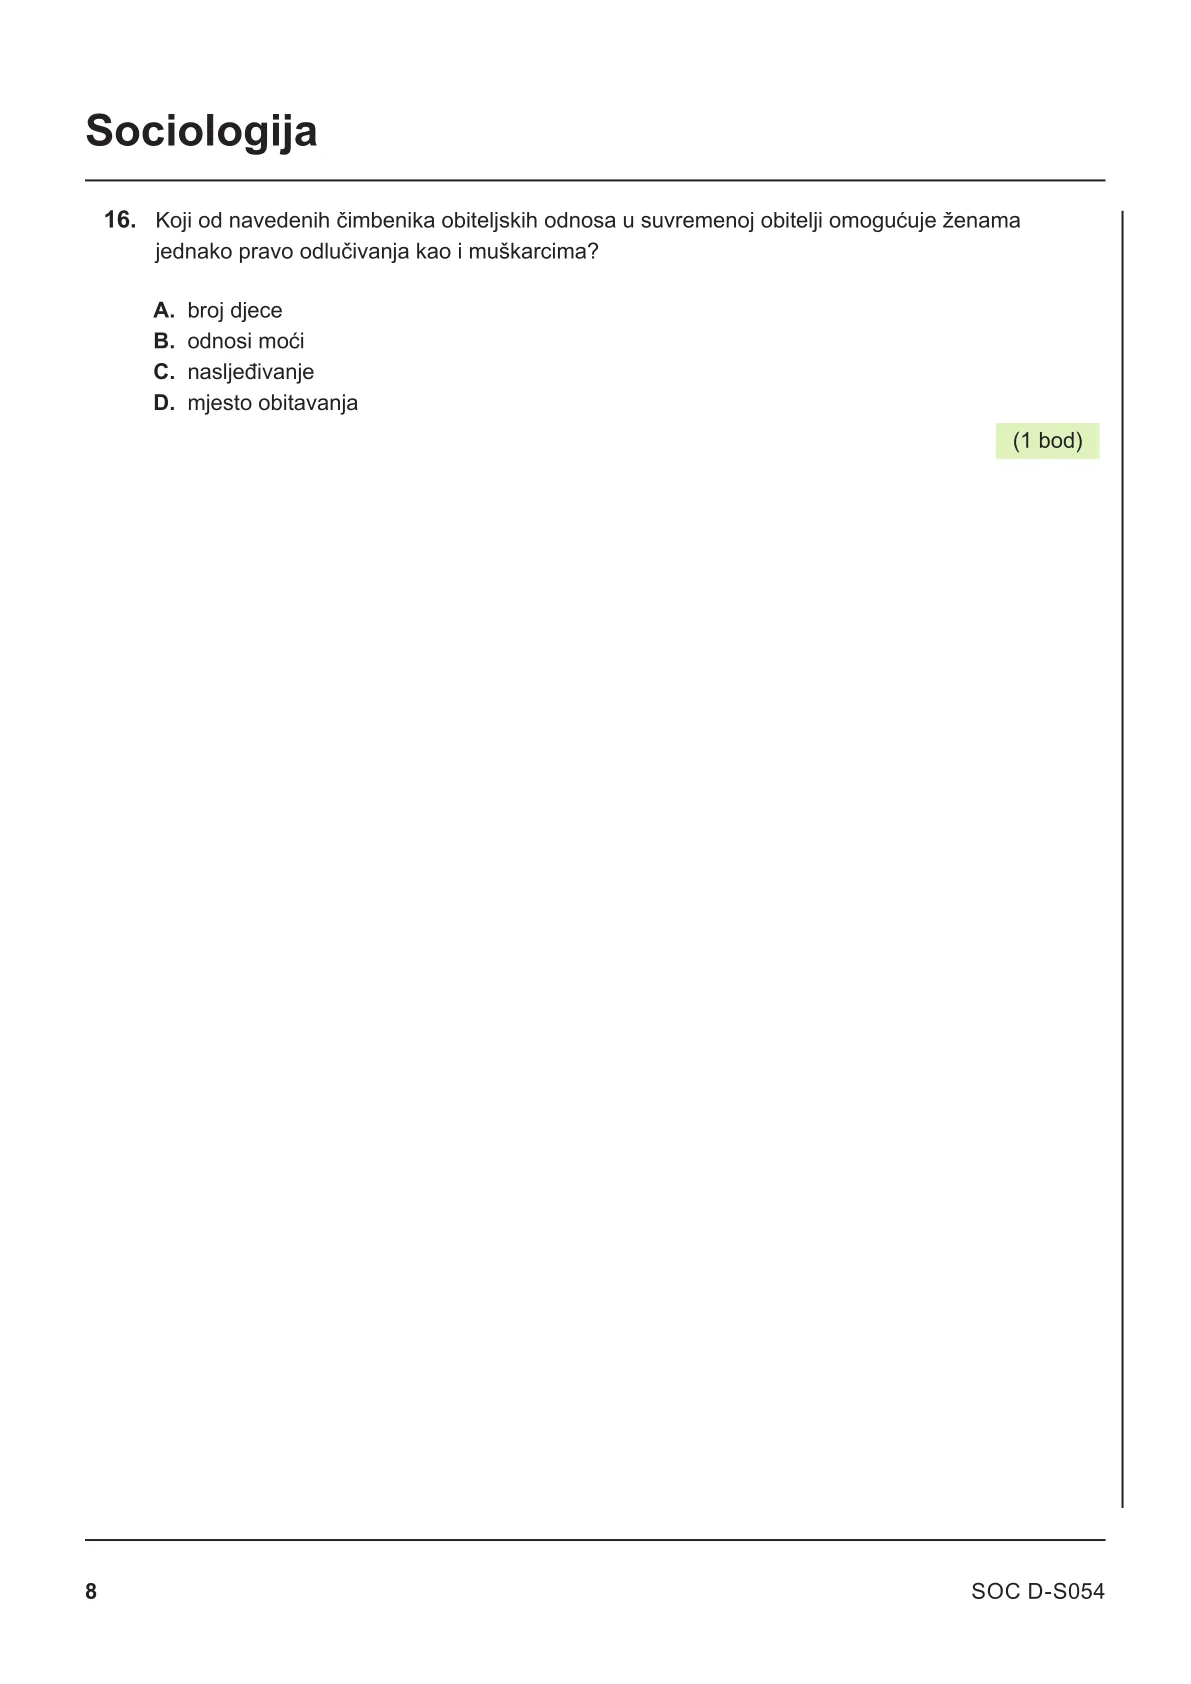 Sociologija
16. Koji od navedenih čimbenika obiteljskih odnosa u suvremenoj obitelji omogućuje ženama
jednako pravo odlučivanja kao i muškarcima?
A. broj djece
B. odnosi moći
C. nasljeđivanje
D. mjesto obitavanja
(1 bod)
8
SOC D-S054